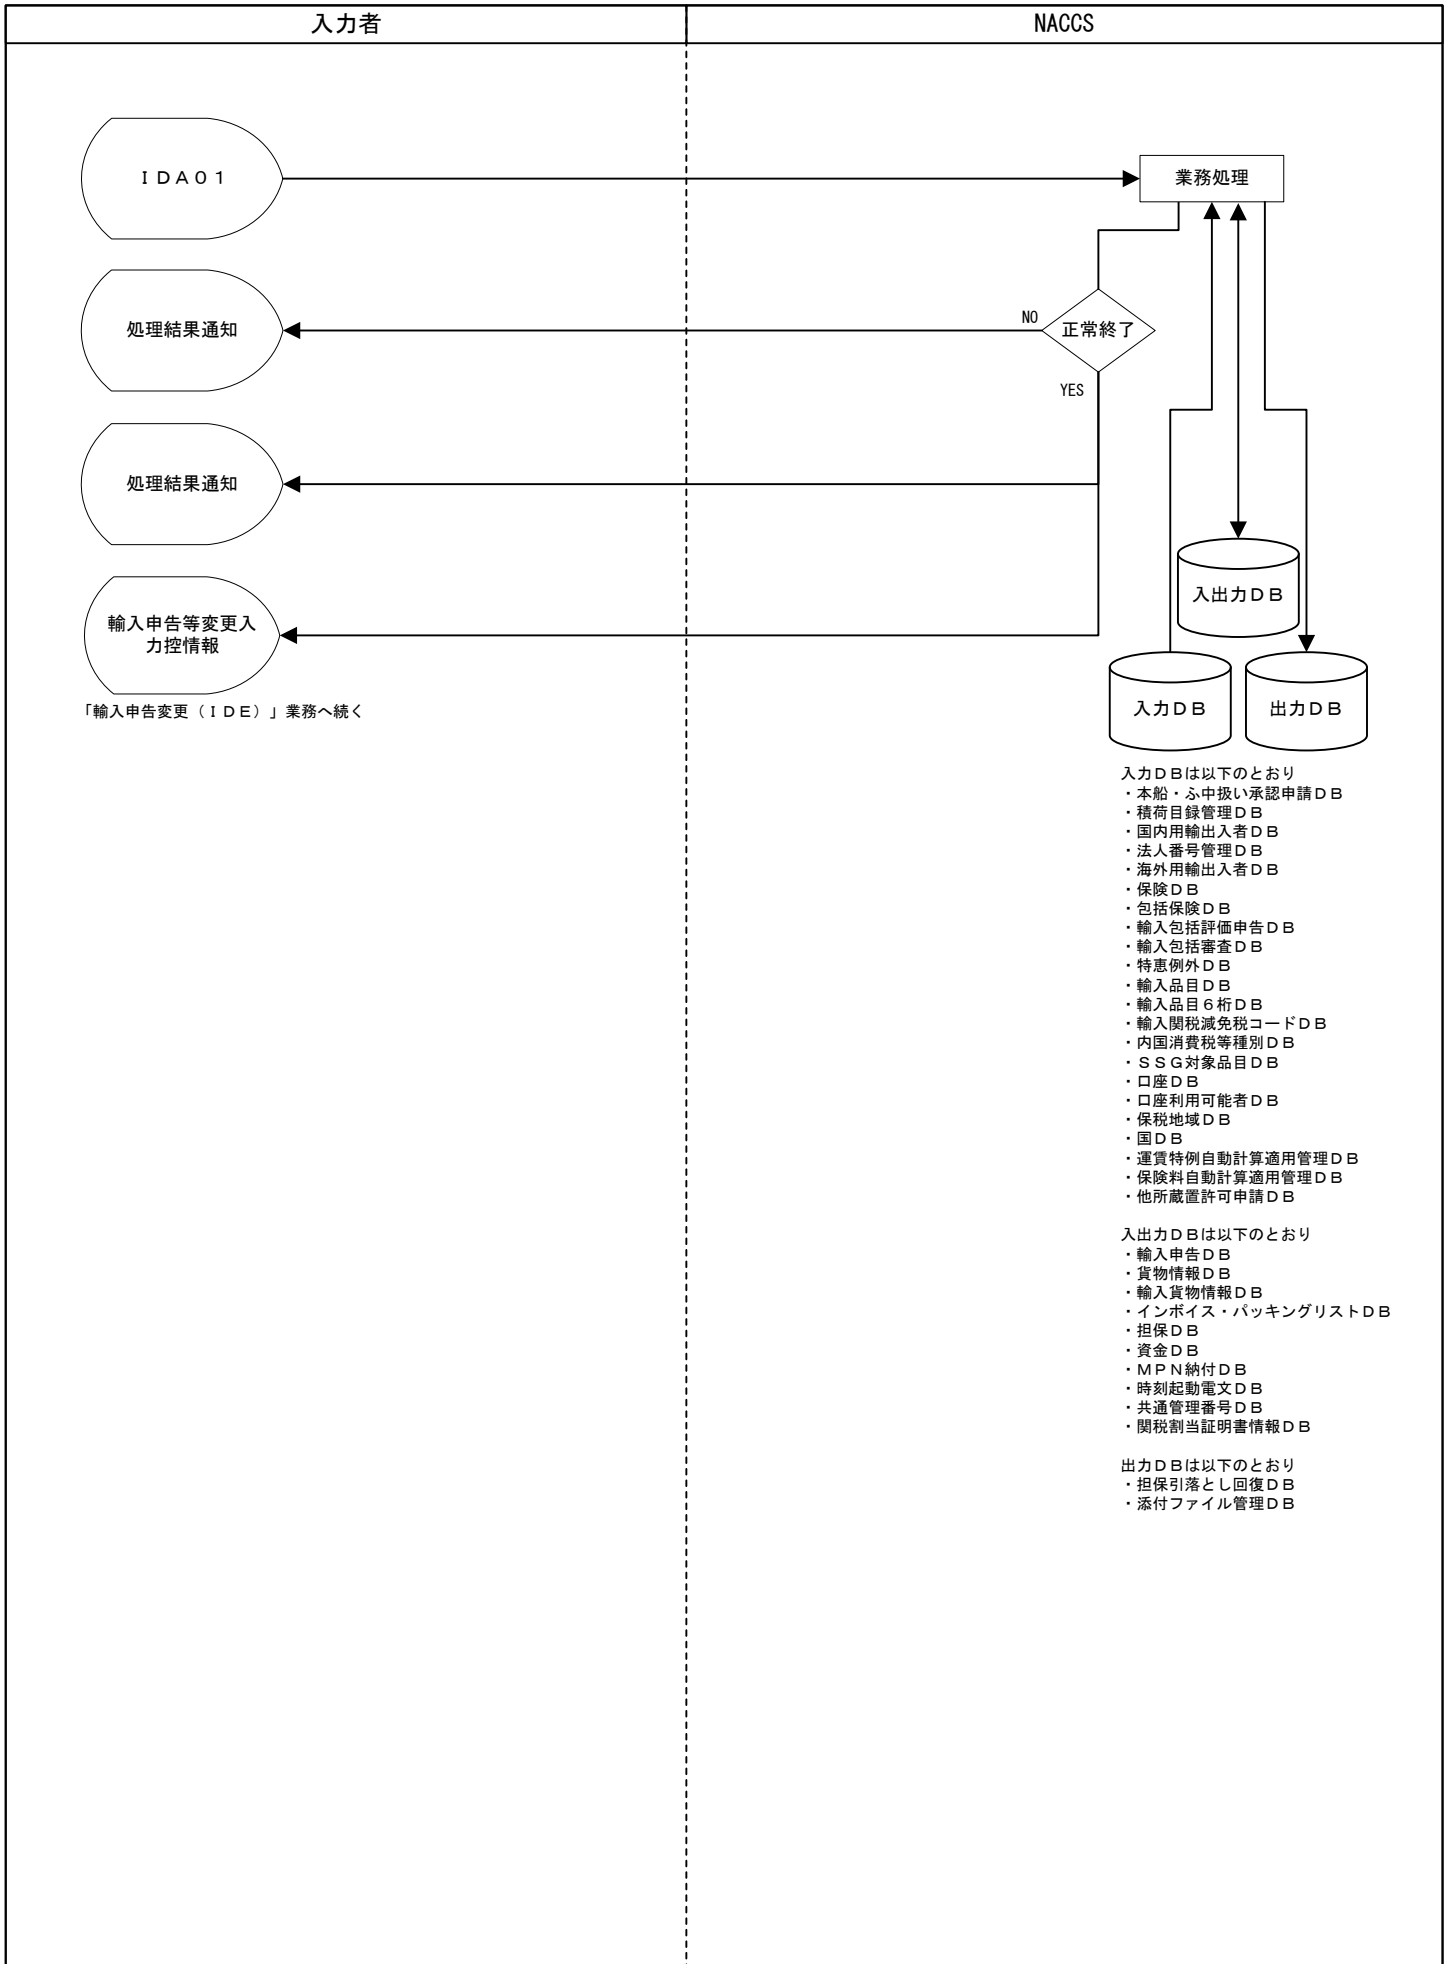 入力者
NACCS
ＩＤＡ０１
業務処理
処理結果通知
NO
正常終了
YES
処理結果通知
入出力ＤＢ
輸入申告等変更入
力控情報
「輸入申告変更（ＩＤＥ）」業務へ続く
入力ＤＢ
出力ＤＢ
入力ＤＢは以下のとおり
・本船・ふ中扱い承認申請ＤＢ
・積荷目録管理ＤＢ
・国内用輸出入者ＤＢ
・法人番号管理ＤＢ
・海外用輸出入者ＤＢ
・保険ＤＢ
・包括保険ＤＢ
・輸入包括評価申告ＤＢ
・輸入包括審査ＤＢ
・特恵例外ＤＢ
・輸入品目ＤＢ
・輸入品目６桁ＤＢ
・輸入関税減免税コードＤＢ
・内国消費税等種別ＤＢ
・ＳＳＧ対象品目ＤＢ
・口座ＤＢ
・口座利用可能者ＤＢ
・保税地域ＤＢ
・国ＤＢ
・運賃特例自動計算適用管理ＤＢ
・保険料自動計算適用管理ＤＢ
・他所蔵置許可申請ＤＢ
入出力ＤＢは以下のとおり
・輸入申告ＤＢ
・貨物情報ＤＢ
・輸入貨物情報ＤＢ
・インボイス・パッキングリストＤＢ
・担保ＤＢ
・資金ＤＢ
・ＭＰＮ納付ＤＢ
・時刻起動電文ＤＢ
・共通管理番号ＤＢ
・関税割当証明書情報ＤＢ
出力ＤＢは以下のとおり
・担保引落とし回復ＤＢ
・添付ファイル管理ＤＢ